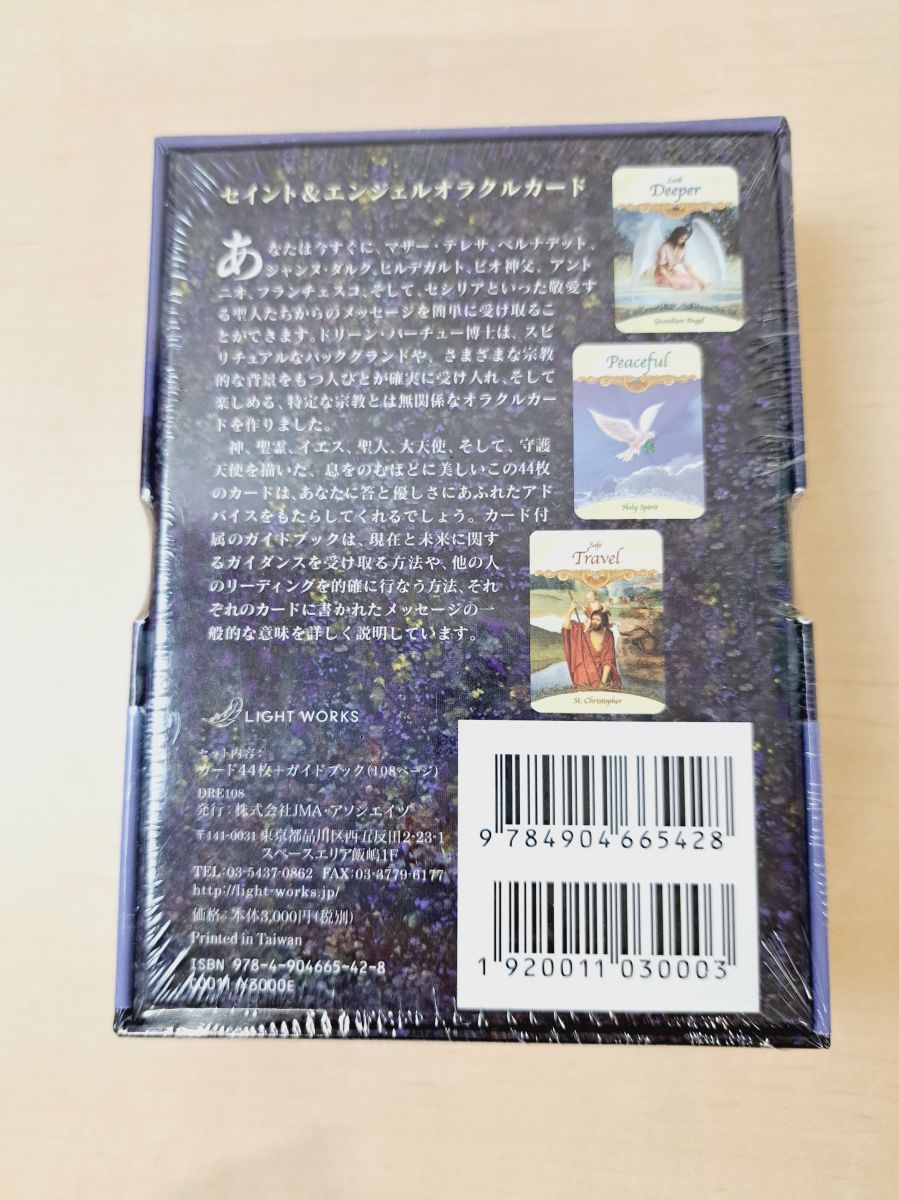 セイント&エンジェルオラクルカード
あなたは今すぐに、マザー・テレサ、ベルナデット、
ジャンヌ・ダルク、ヒルデガルト、ピオ神父、アント
ニオ、フランチェスコ、そして、セシリアといった敬愛す
る聖人たちからのメッセージを簡単に受け取るこ
とができます。ドリーン・バーチュー博士は、スピ
リチュアルなバックグランドや、さまざまな宗教
的な背景をもつ人びとが確実に受け入れ、そして
楽しめる、特定な宗教とは無関係なオラクルカー
ドを作りました。
神、聖霊、イエス、聖人、大天使、そして、守護
天使を描いた、息をのむほどに美しいこの44枚
のカードは、あなたに答と優しさにあふれたアド
バイスをもたらしてくれるでしょう。カード付
属のガイドブックは、現在と未来に関す
るガイダンスを受け取る方法や、他の人
のリーディングを的確に行なう方法、それ
ぞれのカードに書かれたメッセージの一
般的な意味を詳しく説明しています。
Look
Deeper
Guardian Angel
Peaceful
Holy Spirit
Safe
Travel
St. Christopher
LIGHT WORKS
セット内容：
カード44枚+ガイドブック(108ページ)
DRE108
発行：株式会社JMA・アソシエイツ
〒141-0031 東京都品川区西五反田2-23-1
スペースエリア飯嶋1F
TEL:03-5437-0862 FAX:03-3779-6177
http://light-works.jp/
価格：本体3,000円(税別)
Printed in Taiwan
ISBN 978-4-904665-42-8
C0011 ¥3000E
9 784904 665428
1 920011 030003